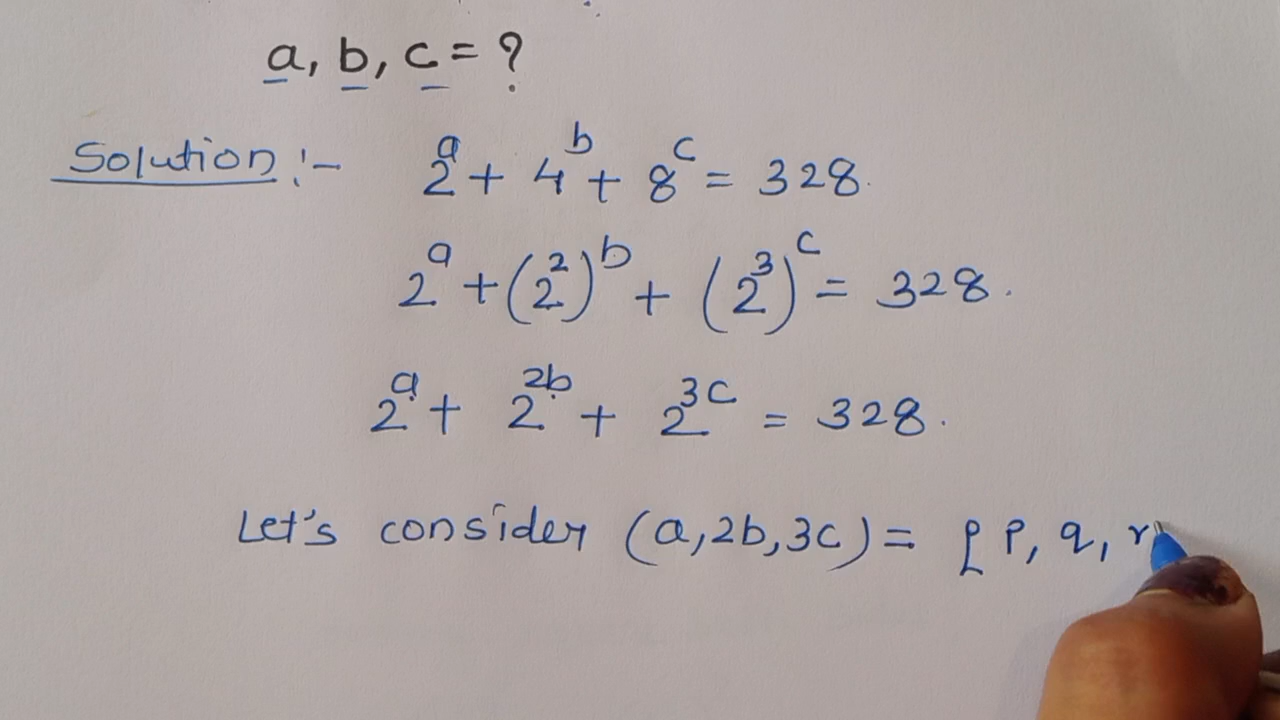 a, b, c = ?
Solution :- 2^a + 4^b + 8^c = 328.
2^a + (2^2)^b + (2^3)^c = 328.
2^a + 2^{2b} + 2^{3c} = 328.
Let's consider (a, 2b, 3c) = { p, q, r